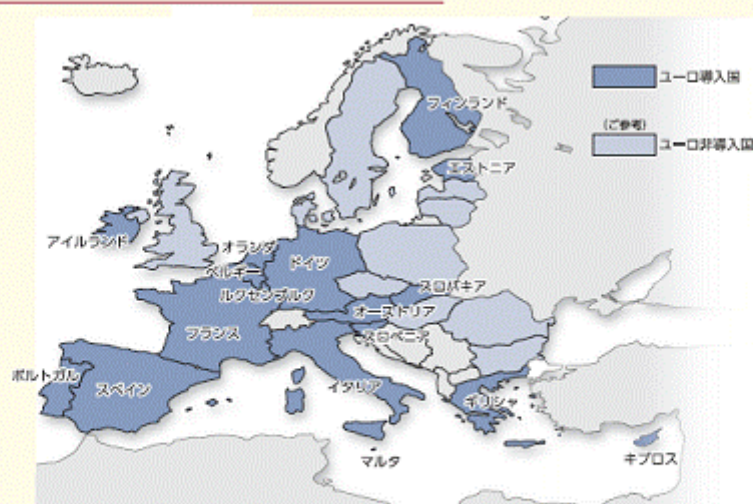 ユーロ導入国
フィンランド
(ご参考)
ユーロ非導入国
エストニア
アイルランド
オランダ
ドイツ
ベルギー
スロバキア
ルクセンブルク
オーストリア
フランス
スロベニア
ポルトガル
スペイン
イタリア
ギリシャ
マルタ
キプロス